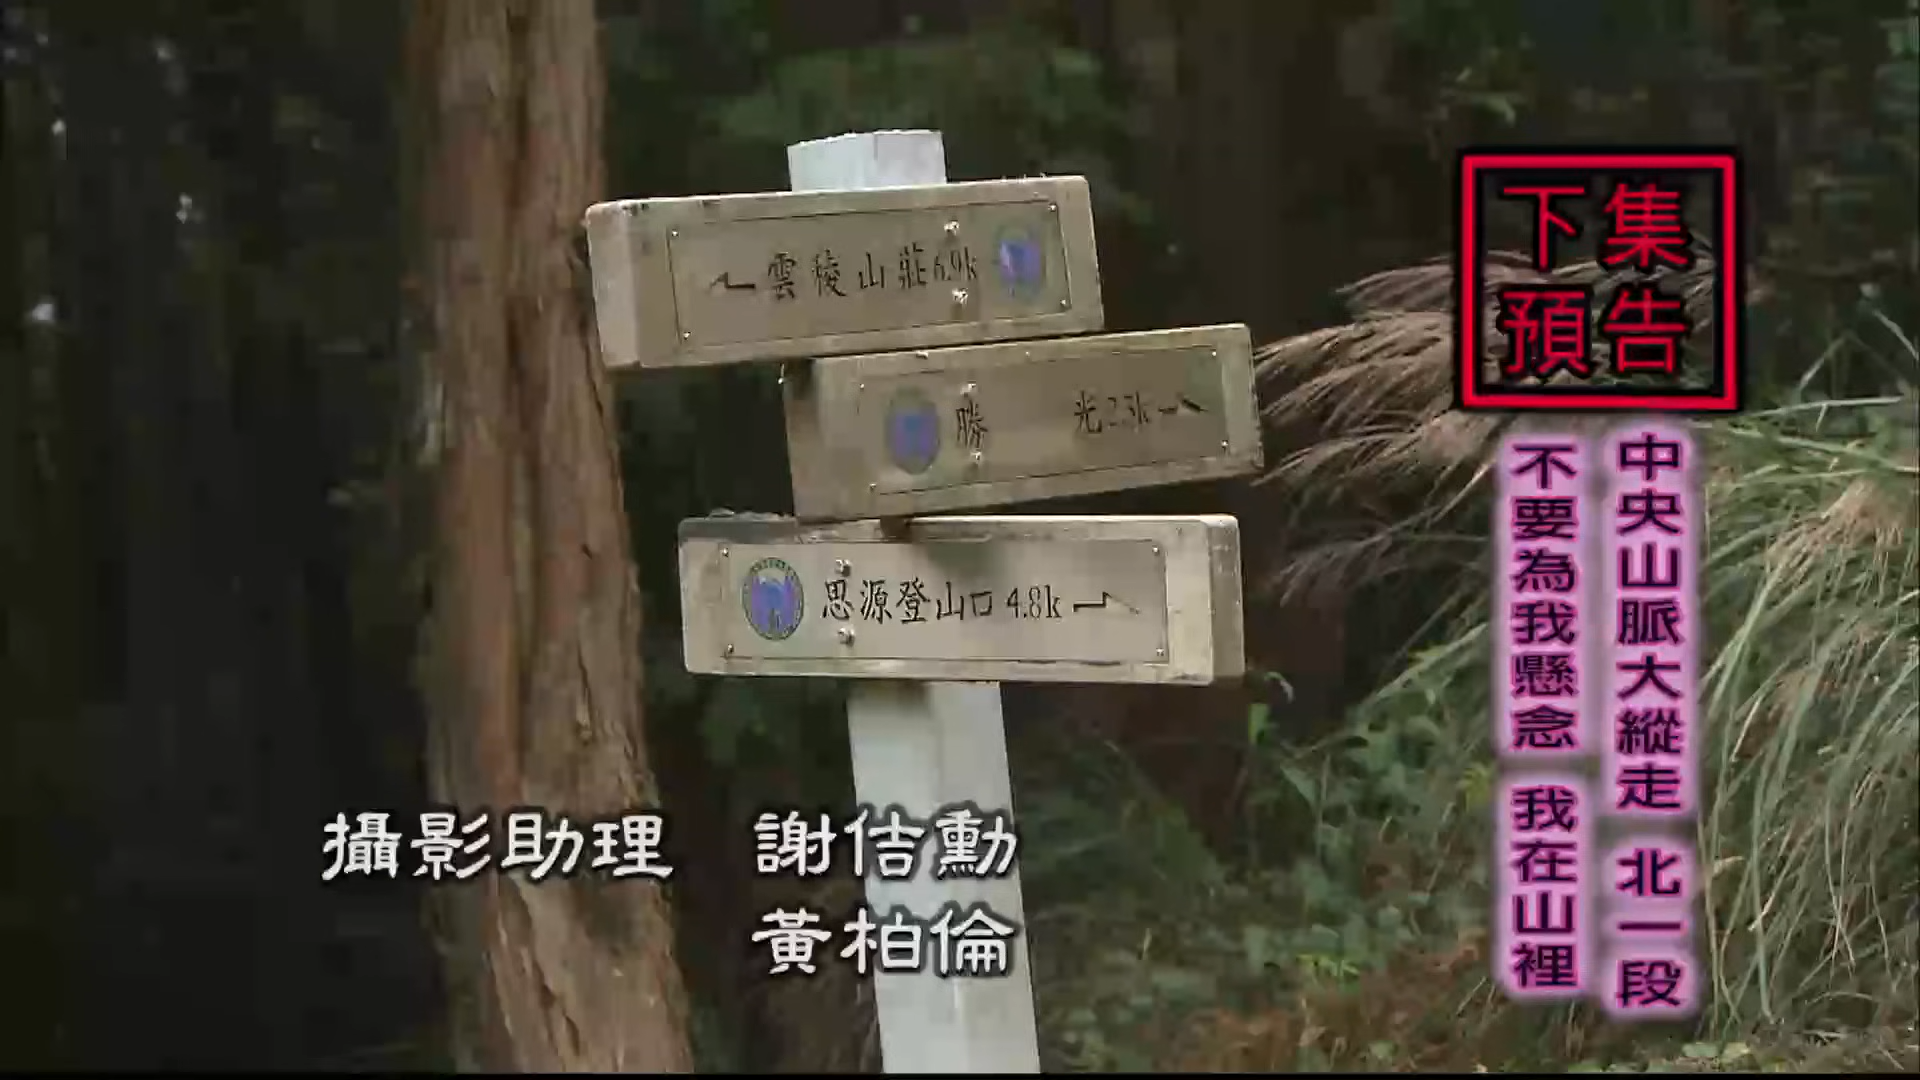 雲稜山莊6.9k
勝 光2.3k
思源登山口 4.8k
下集
預告
中央山脈大縱走 北一段
不要為我懸念 我在山裡
攝影助理 謝佶勳
黃柏倫